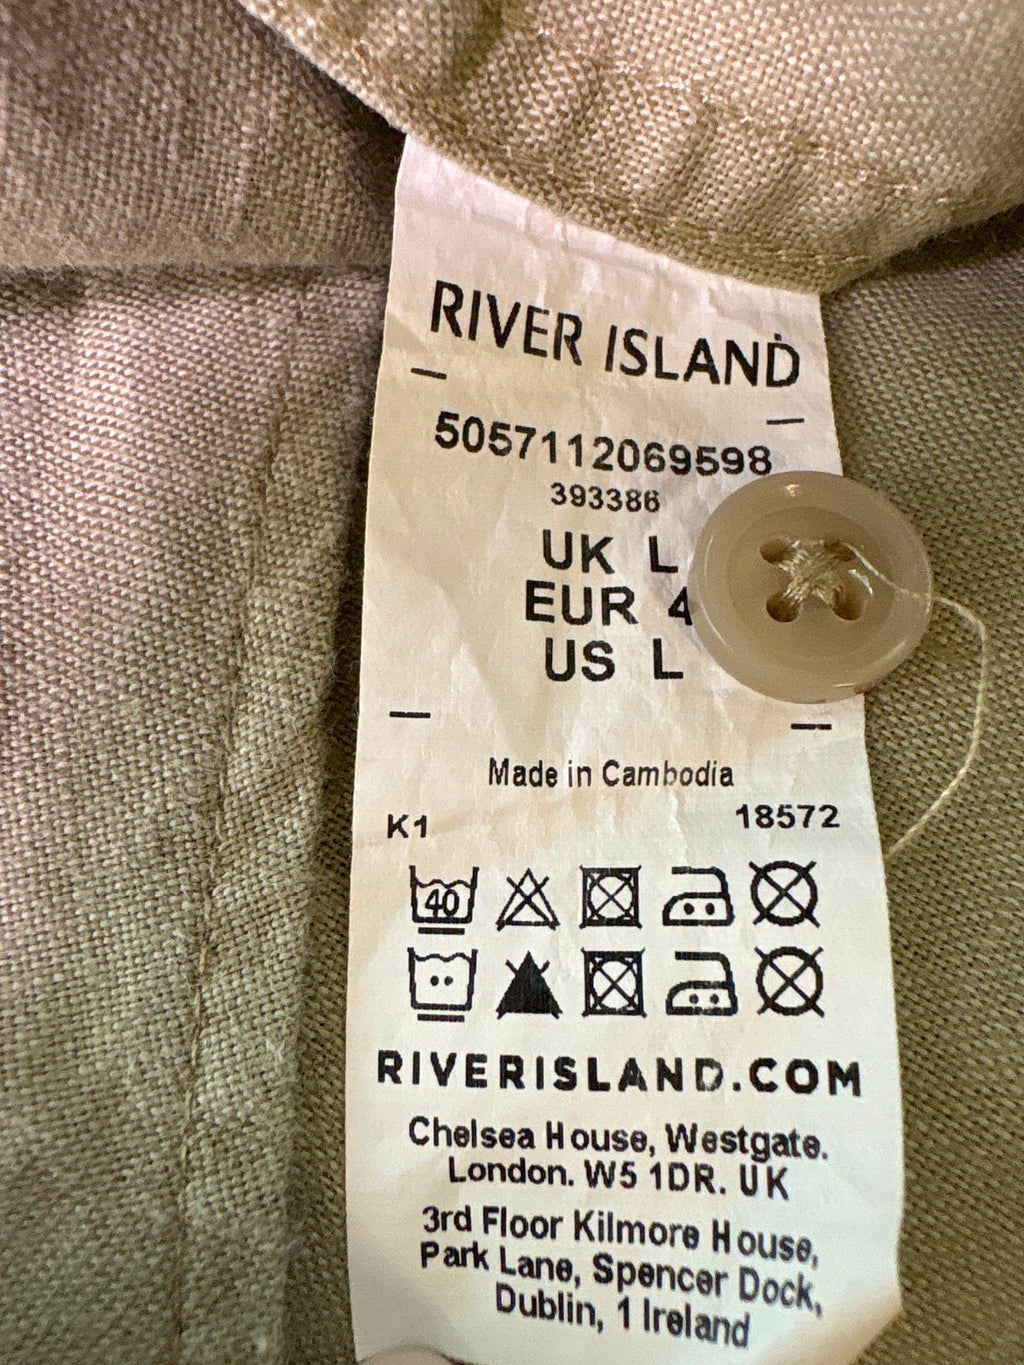 RIVER ISLAND
5057112069598
393386
UK L
EUR
US L
Made in Cambodia
K1 18572
40
RIVERISLAND.COM
Chelsea House, Westgate.
London. W5 1DR. UK
3rd Floor Kilmore House,
Park Lane, Spencer Dock,
Dublin, 1 Ireland